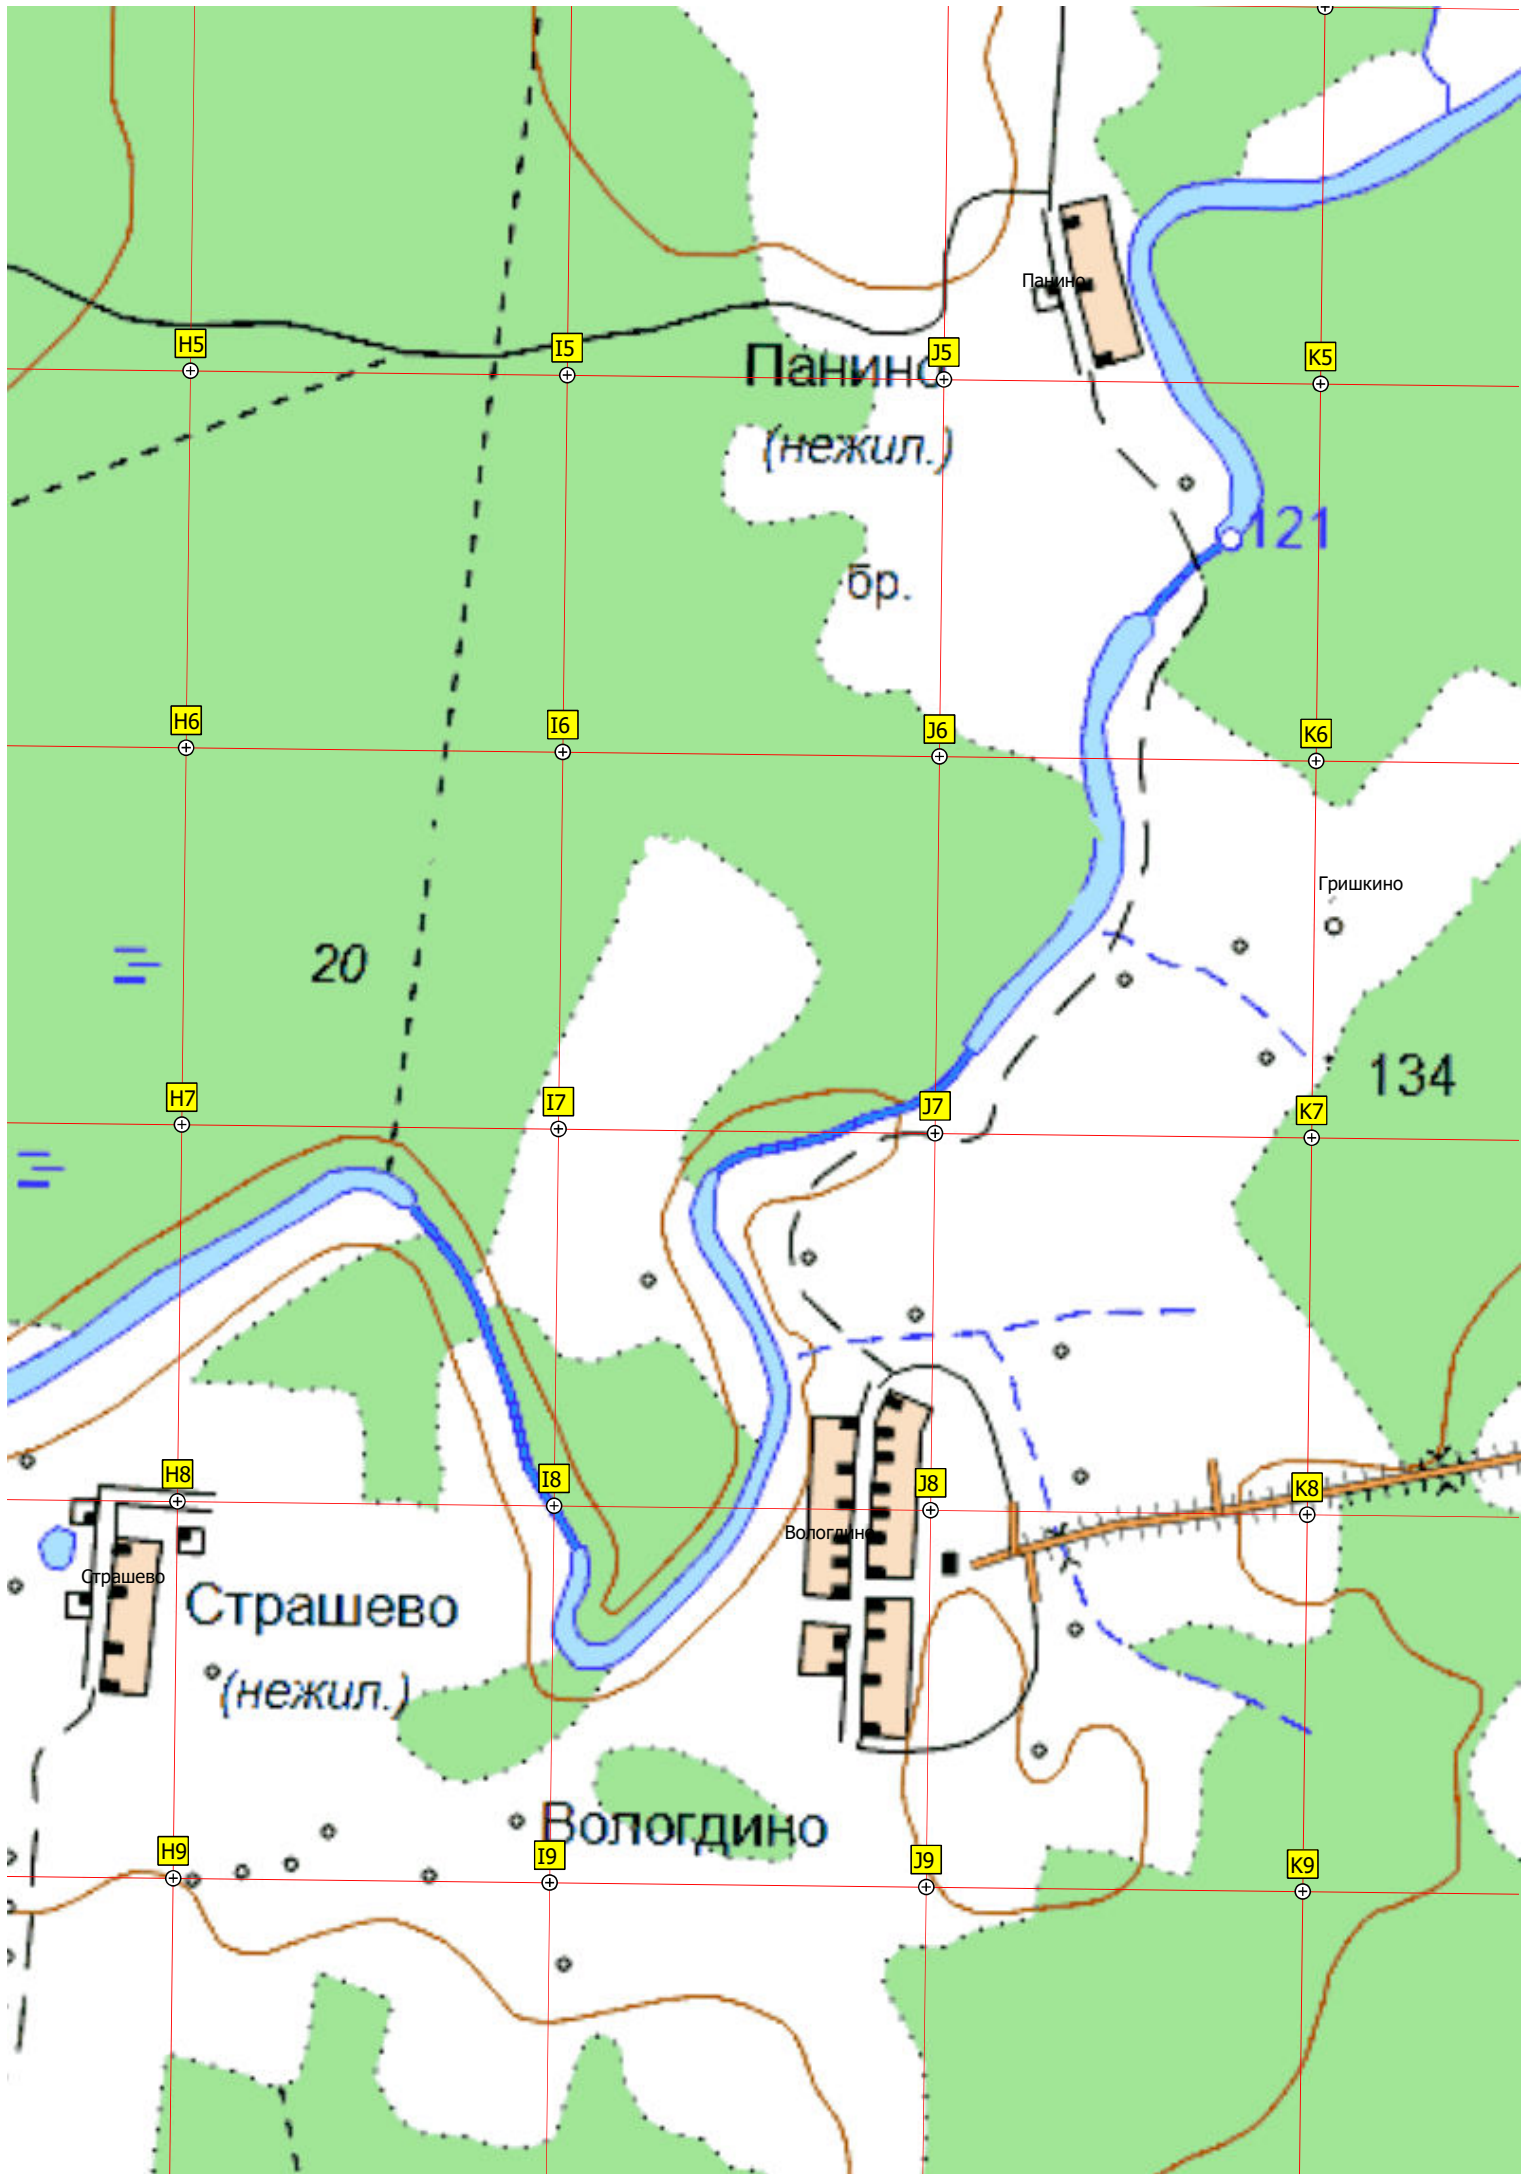 Панино
H5
I5
J5
K5
Панино
(нежил.)
121
бр.
H6
I6
J6
K6
Гришкино
20
134
H7
I7
J7
K7
H8
I8
J8
K8
Вологдино
Страшево
Страшево
(нежил.)
Вологдино
H9
I9
J9
K9